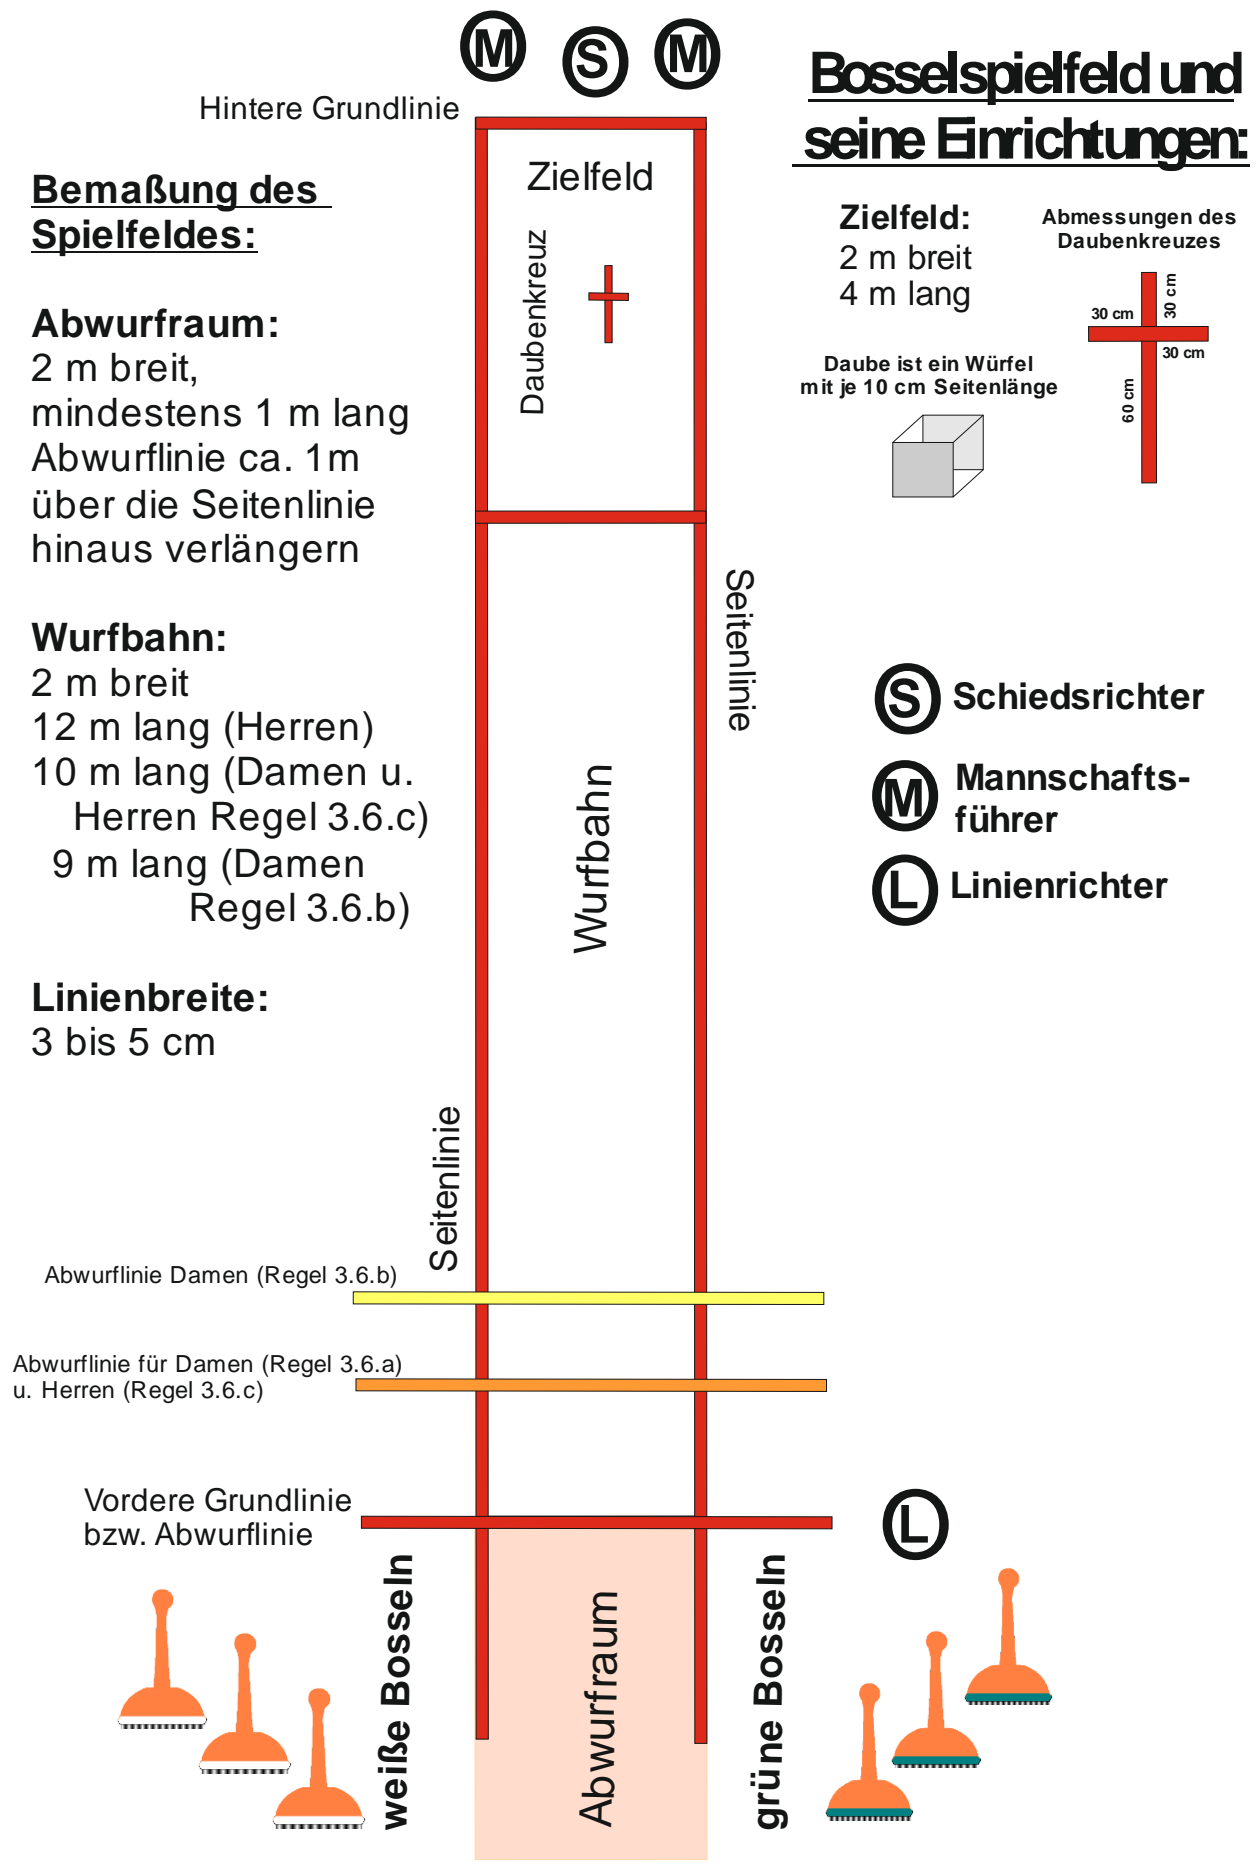 M
S
M
Bosselspielfeld und
seine Einrichtungen:
Hintere Grundlinie
Zielfeld
Daubenkreuz
Bemaßung des
Spielfeldes:
Abwurfraum:
2 m breit,
mindestens 1 m lang
Abwurflinie ca. 1m
über die Seitenlinie
hinaus verlängern
Wurfbahn:
2 m breit
12 m lang (Herren)
10 m lang (Damen u.
Herren Regel 3.6.c)
9 m lang (Damen
Regel 3.6.b)
Linienbreite:
3 bis 5 cm
Zielfeld:
2 m breit
4 m lang
Abmessungen des
Daubenkreuzes
30 cm
30 cm
30 cm
60 cm
Daube ist ein Würfel
mit je 10 cm Seitenlänge
Seitenlinie
Wurfbahn
S Schiedsrichter
M Mannschafts-
führer
L Linienrichter
Seitenlinie
Abwurflinie Damen (Regel 3.6.b)
Abwurflinie für Damen (Regel 3.6.a)
u. Herren (Regel 3.6.c)
Vordere Grundlinie
bzw. Abwurflinie
L
weiße Bosseln
Abwurfraum
grüne Bosseln